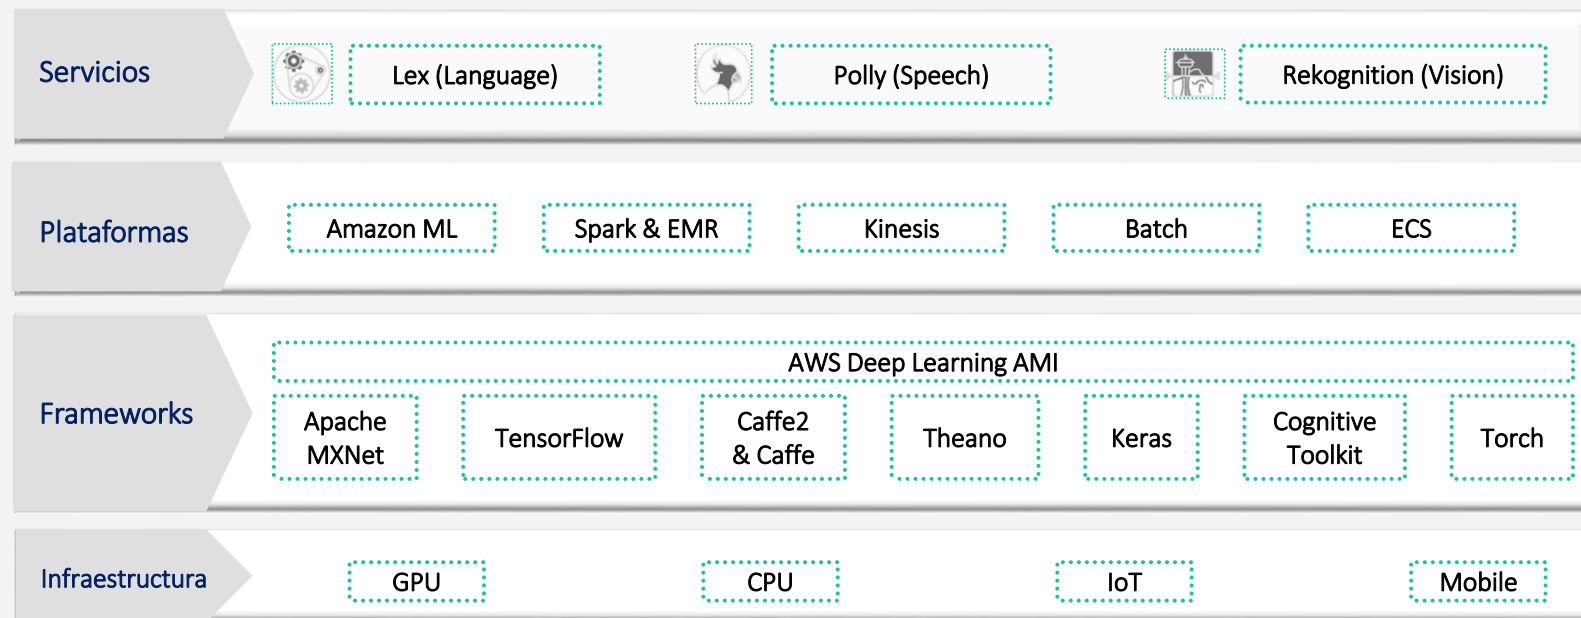 Servicios
Lex (Language)
Polly (Speech)
Rekognition (Vision)
Plataformas
Amazon ML
Spark & EMR
Kinesis
Batch
ECS
Frameworks
AWS Deep Learning AMI
Apache
MXNet
TensorFlow
Caffe2
& Caffe
Theano
Keras
Cognitive
Toolkit
Torch
Infraestructura
GPU
CPU
IoT
Mobile